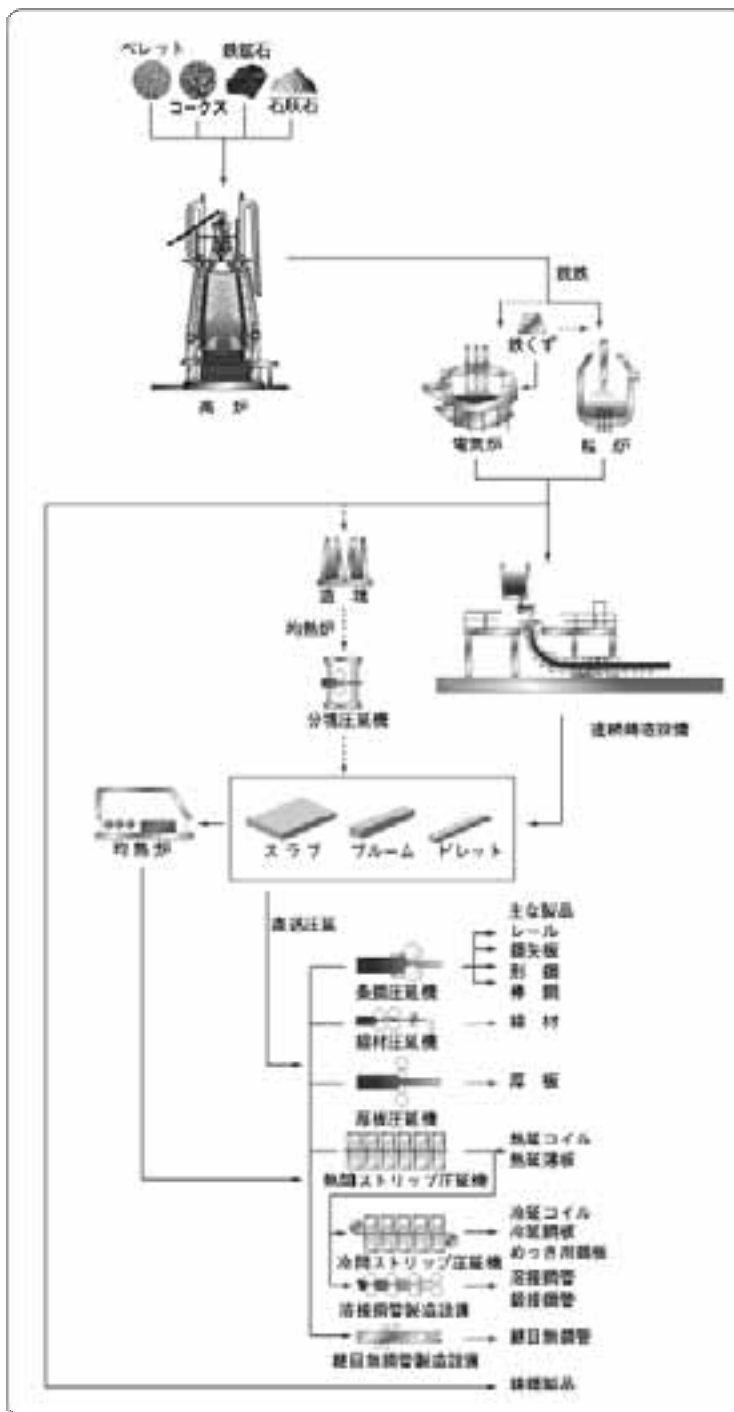 ペレット
鉄鉱石
コークス
石灰石
高 炉
銑鉄
鉄くず
電気炉
転 炉
造 塊
均熱炉
分塊圧延機
連続鋳造設備
スラブ
ブルーム
ビレット
均熱炉
直送圧延
主な製品
レール
鋼矢板
形 鋼
棒 鋼
条鋼圧延機
線 材
線材圧延機
厚 板
厚板圧延機
熱延コイル
熱延薄板
熱間ストリップ圧延機
冷延コイル
冷延鋼板
めっき用鋼板
冷間ストリップ圧延機
溶接鋼管
鍛接鋼管
溶接鋼管製造設備
継目無鋼管
継目無鋼管製造設備
鋳鋼製品